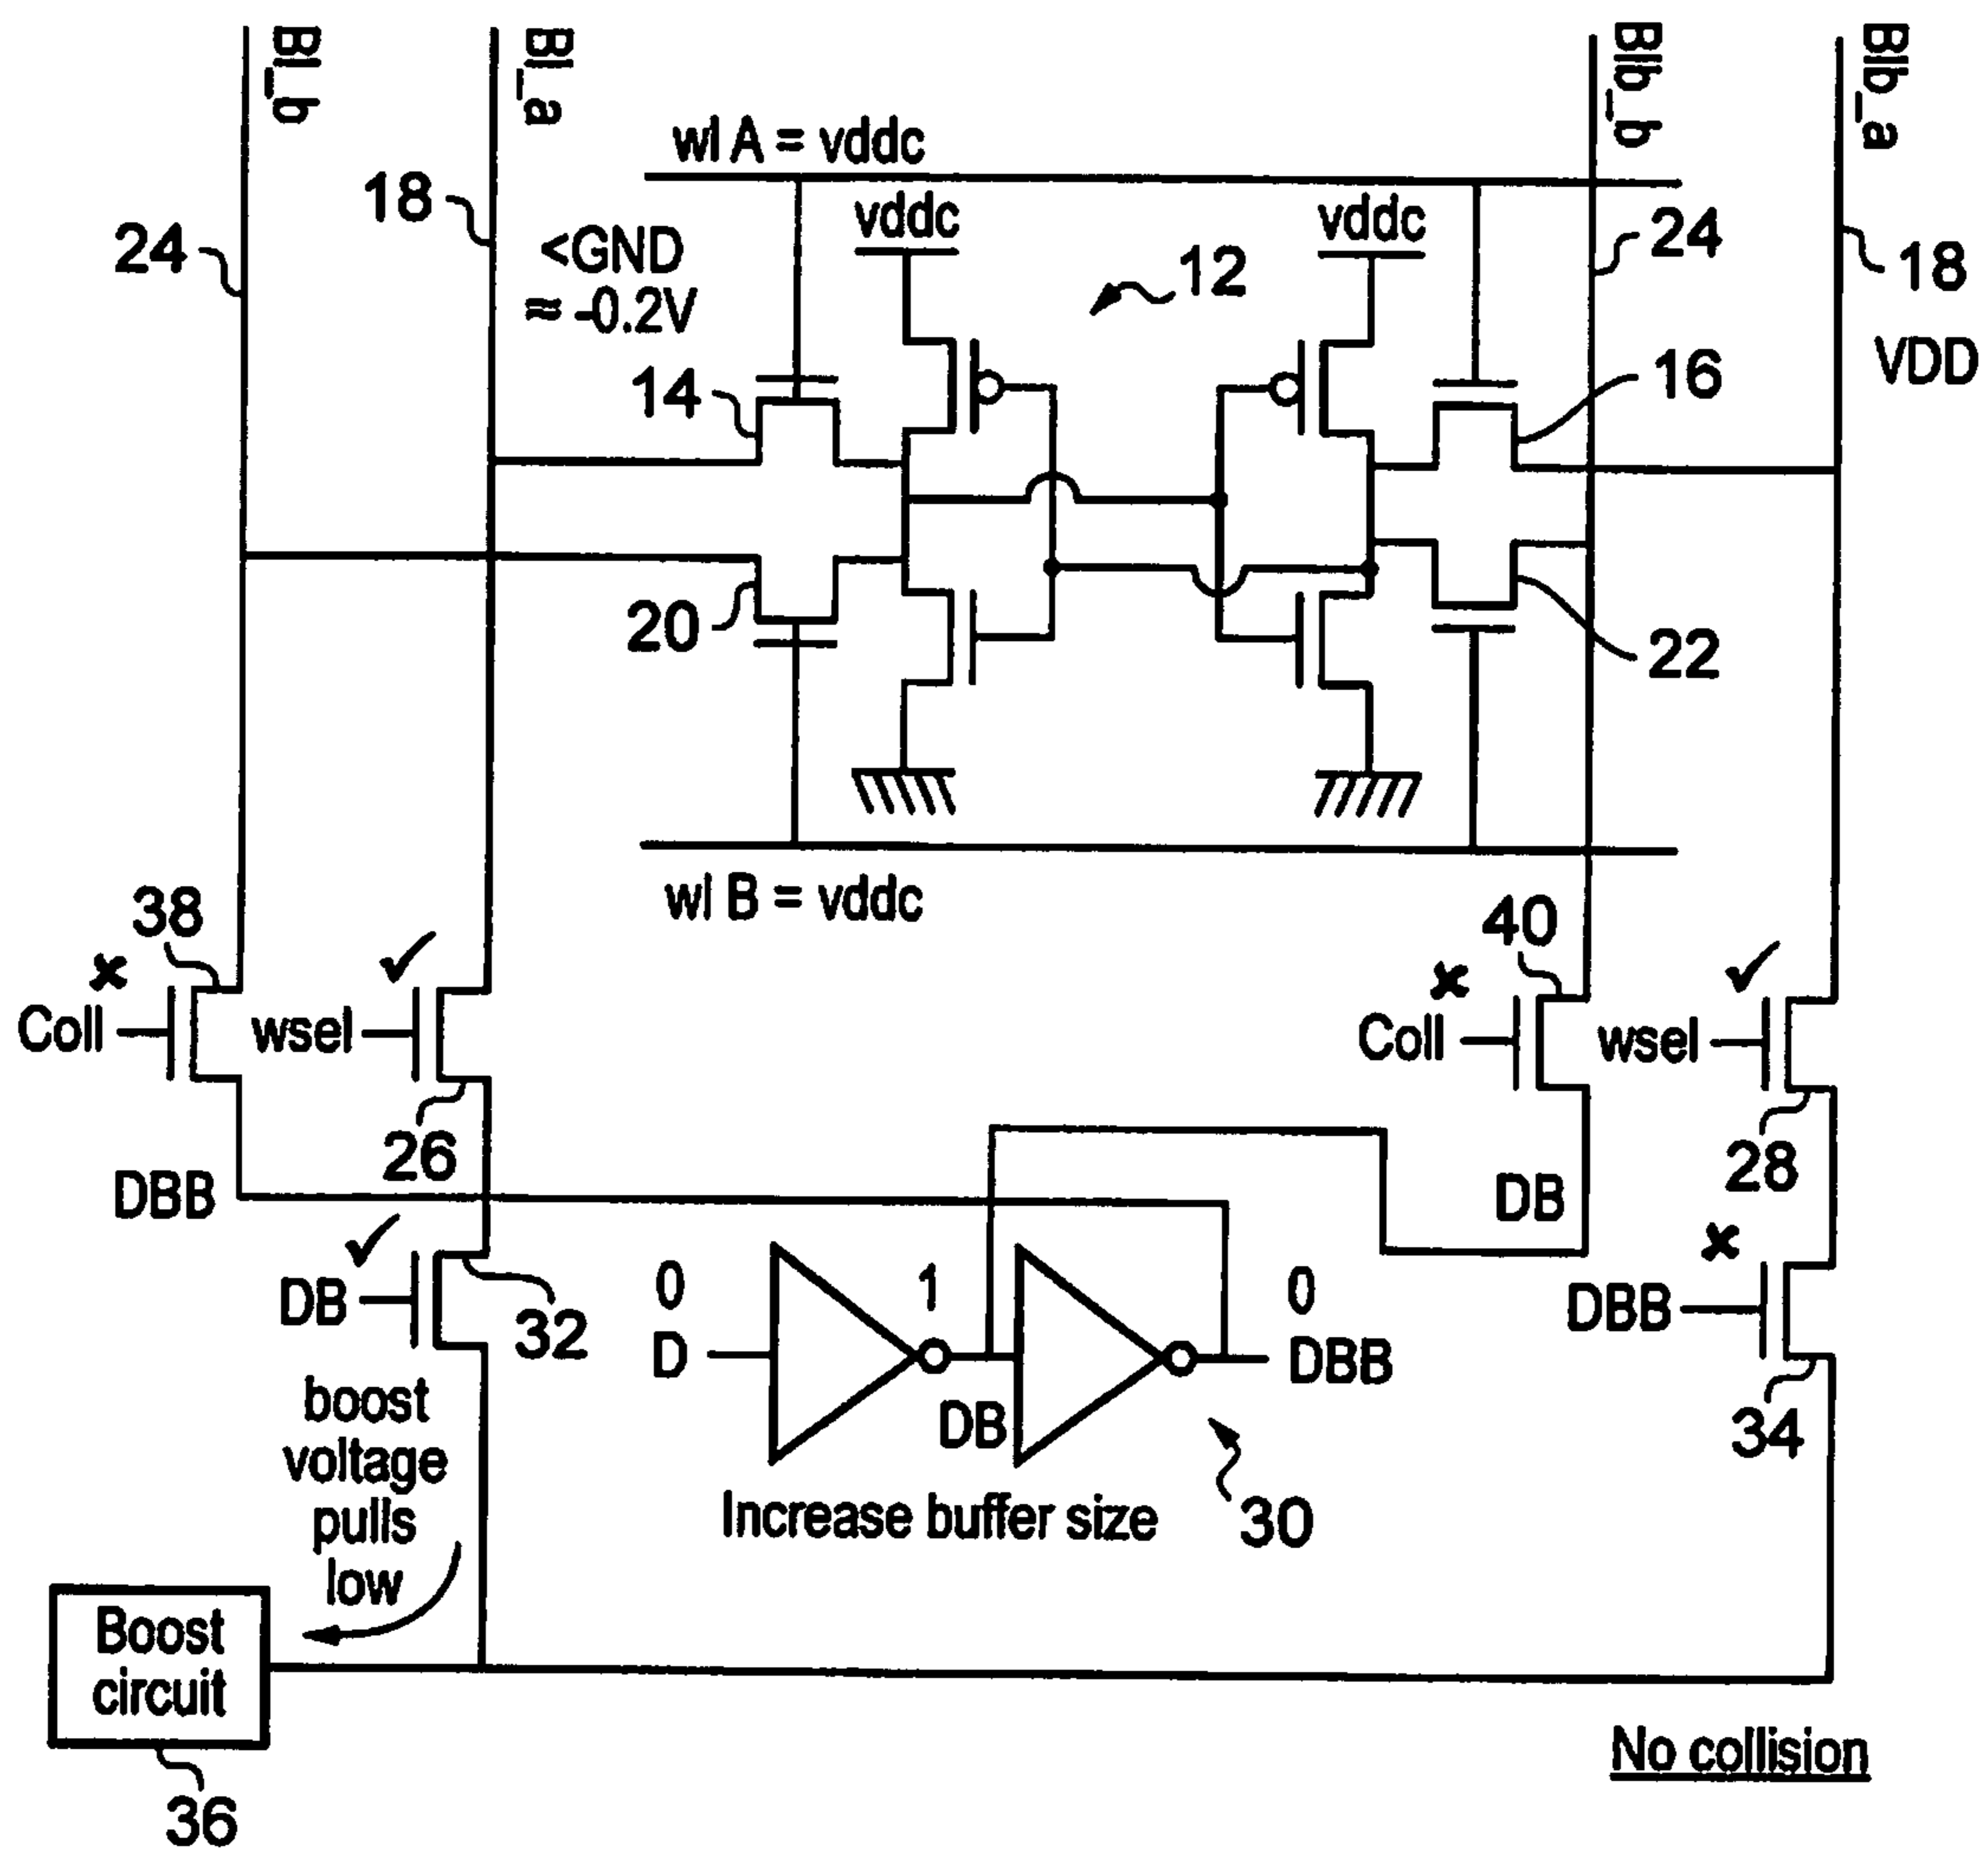 Bl_b
Bl_a
Blb_b
Blb_a
wl A = vddc
18
24
<GND
≈ -0.2V
vddc
vddc
12
24
18
VDD
14
16
20
22
wl B = vddc
38
40
Coll
wsel
Coll
wsel
26
28
DBB
DB
DB
32
0
D
1
DB
0
DBB
DBB
34
boost
voltage
pulls
low
Increase buffer size
30
Boost
circuit
36
No collision